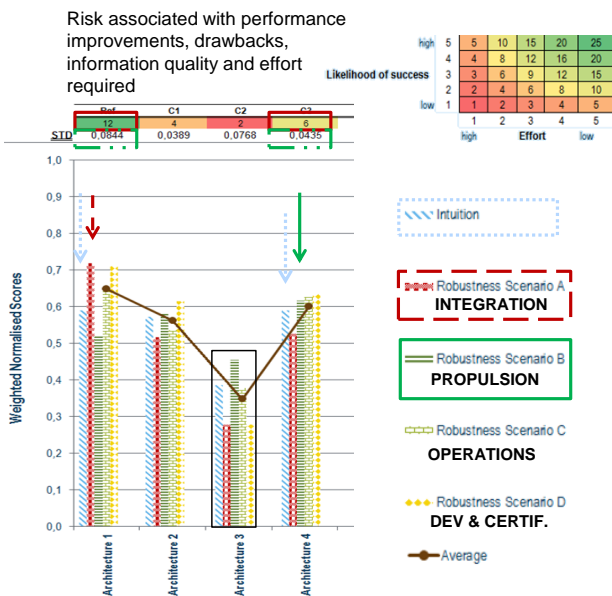 Risk associated with performance
improvements, drawbacks,
information quality and effort
required
Ref C1 C2 C3
12 4 2 6
STD 0,0844 0,0389 0,0768 0,0435
high 5 5 10 15 20 25
4 4 8 12 16 20
Likelihood of success 3 3 6 9 12 15
2 2 4 6 8 10
low 1 1 2 3 4 5
1 2 3 4 5
high Effort low
Weighted Normalised Scores
1,0
0,9
0,8
0,7
0,6
0,5
0,4
0,3
0,2
0,1
0,0
Architecture 1
Architecture 2
Architecture 3
Architecture 4
Intuition
Robustness Scenario A
INTEGRATION
Robustness Scenario B
PROPULSION
Robustness Scenario C
OPERATIONS
Robustness Scenario D
DEV & CERTIF.
Average